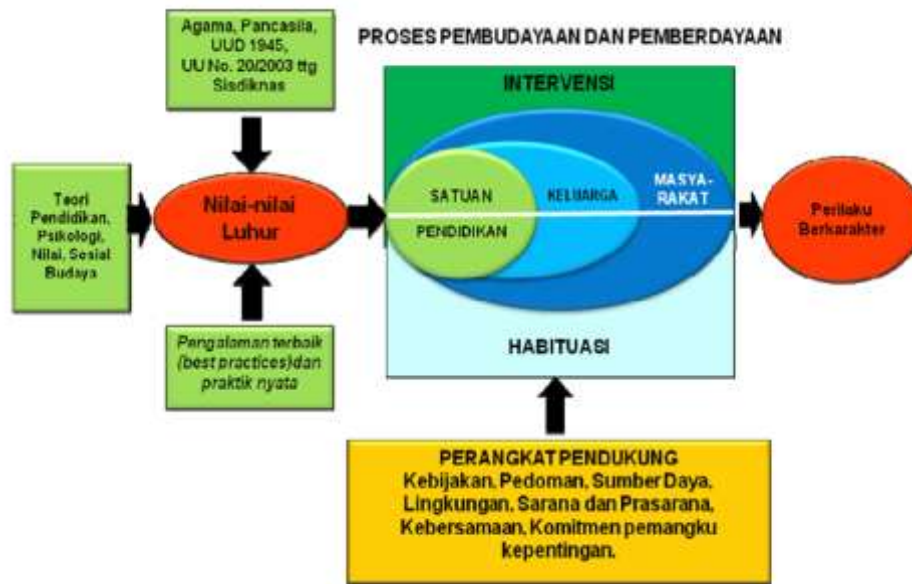 Agama, Pancasila,
UUD 1945,
UU No. 20/2003 ttg
Sisdiknas
PROSES PEMBUDAYAAN DAN PEMBERDAYAAN
INTERVENSI
Teori
Pendidikan,
Psikologi,
Nilai, Sosial
Budaya
Nilai-nilai
Luhur
SATUAN
PENDIDIKAN
KELUARGA
MASYA-
RAKAT
Perilaku
Berkarakter
Pengalaman terbaik
(best practices)dan
praktik nyata
HABITUASI
PERANGKAT PENDUKUNG
Kebijakan, Pedoman, Sumber Daya,
Lingkungan, Sarana dan Prasarana,
Kebersamaan, Komitmen pemangku
kepentingan.